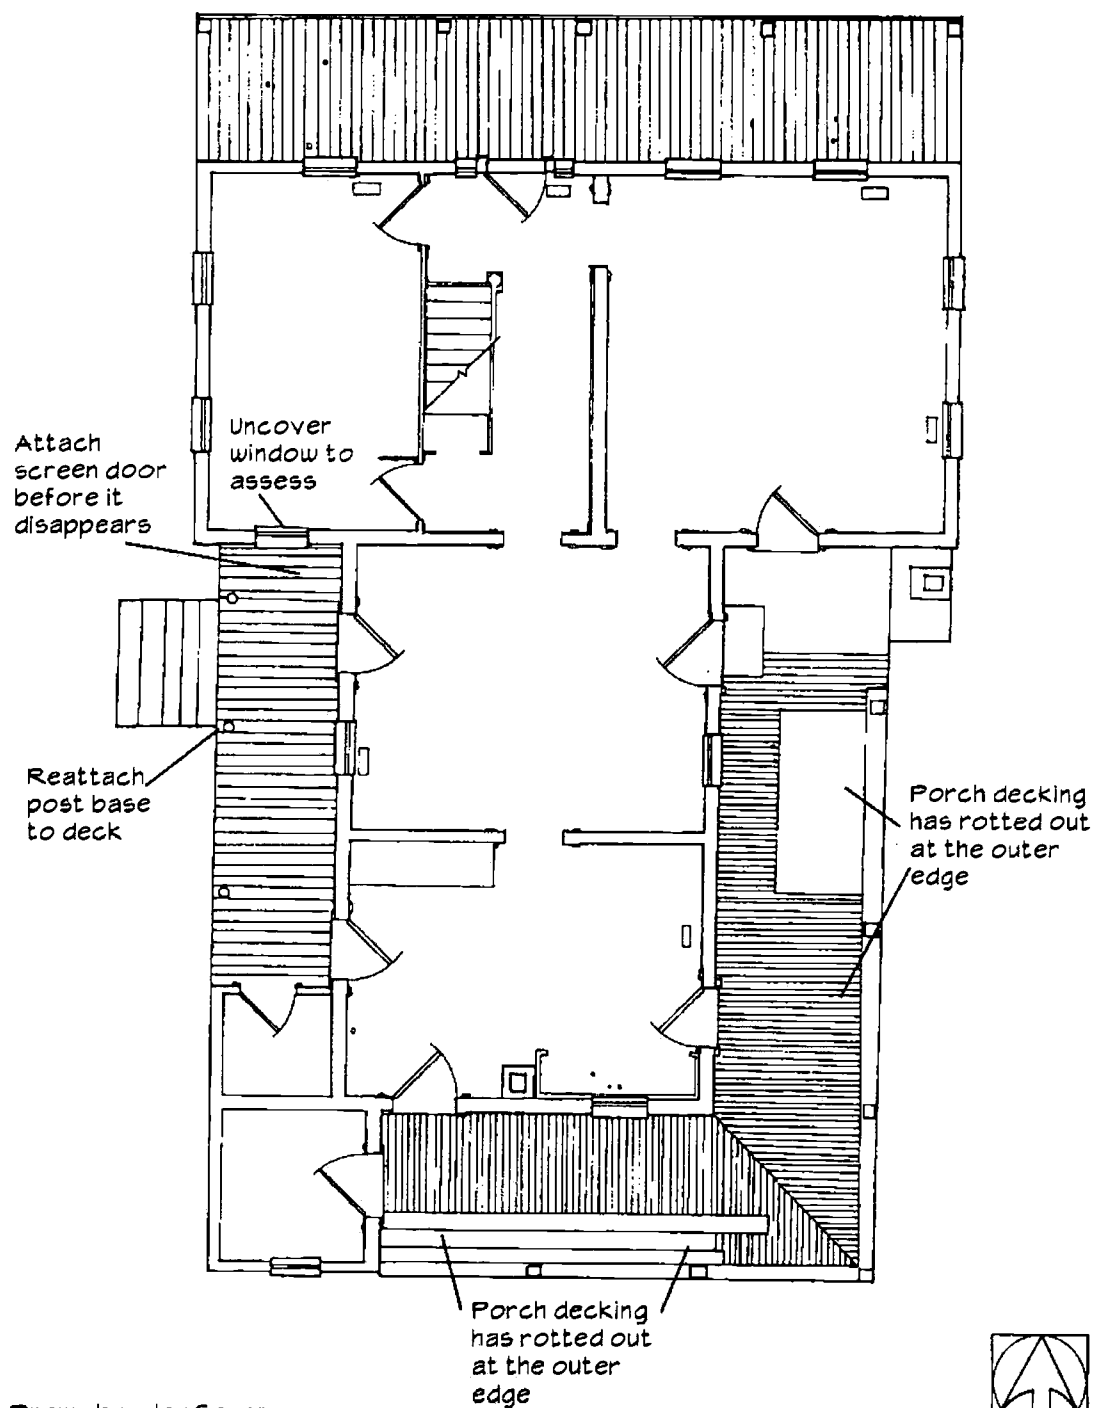 Uncover
window to
assess
Attach
screen door
before it
disappears
Reattach
post base
to deck
Porch decking
has rotted out
at the outer
edge
Porch decking
has rotted out
at the outer
edge